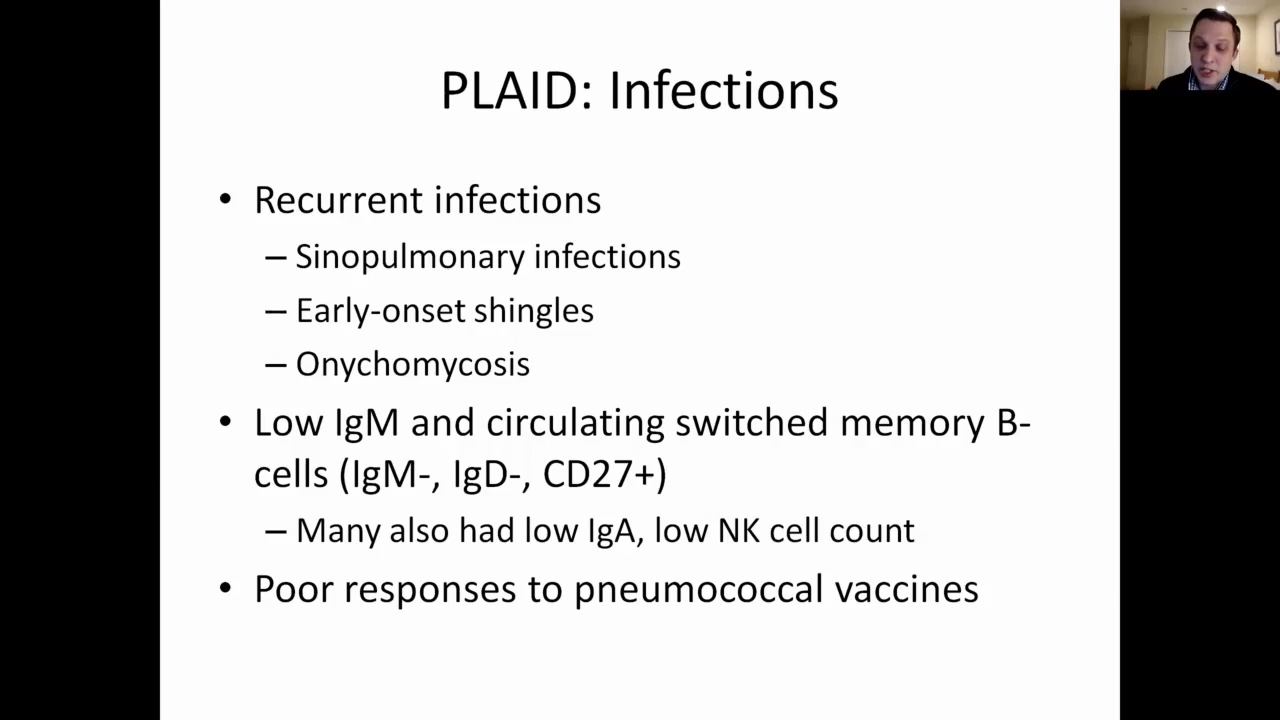 PLAID: Infections
• Recurrent infections
– Sinopulmonary infections
– Early-onset shingles
– Onychomycosis
• Low IgM and circulating switched memory B-
cells (IgM-, IgD-, CD27+)
– Many also had low IgA, low NK cell count
• Poor responses to pneumococcal vaccines